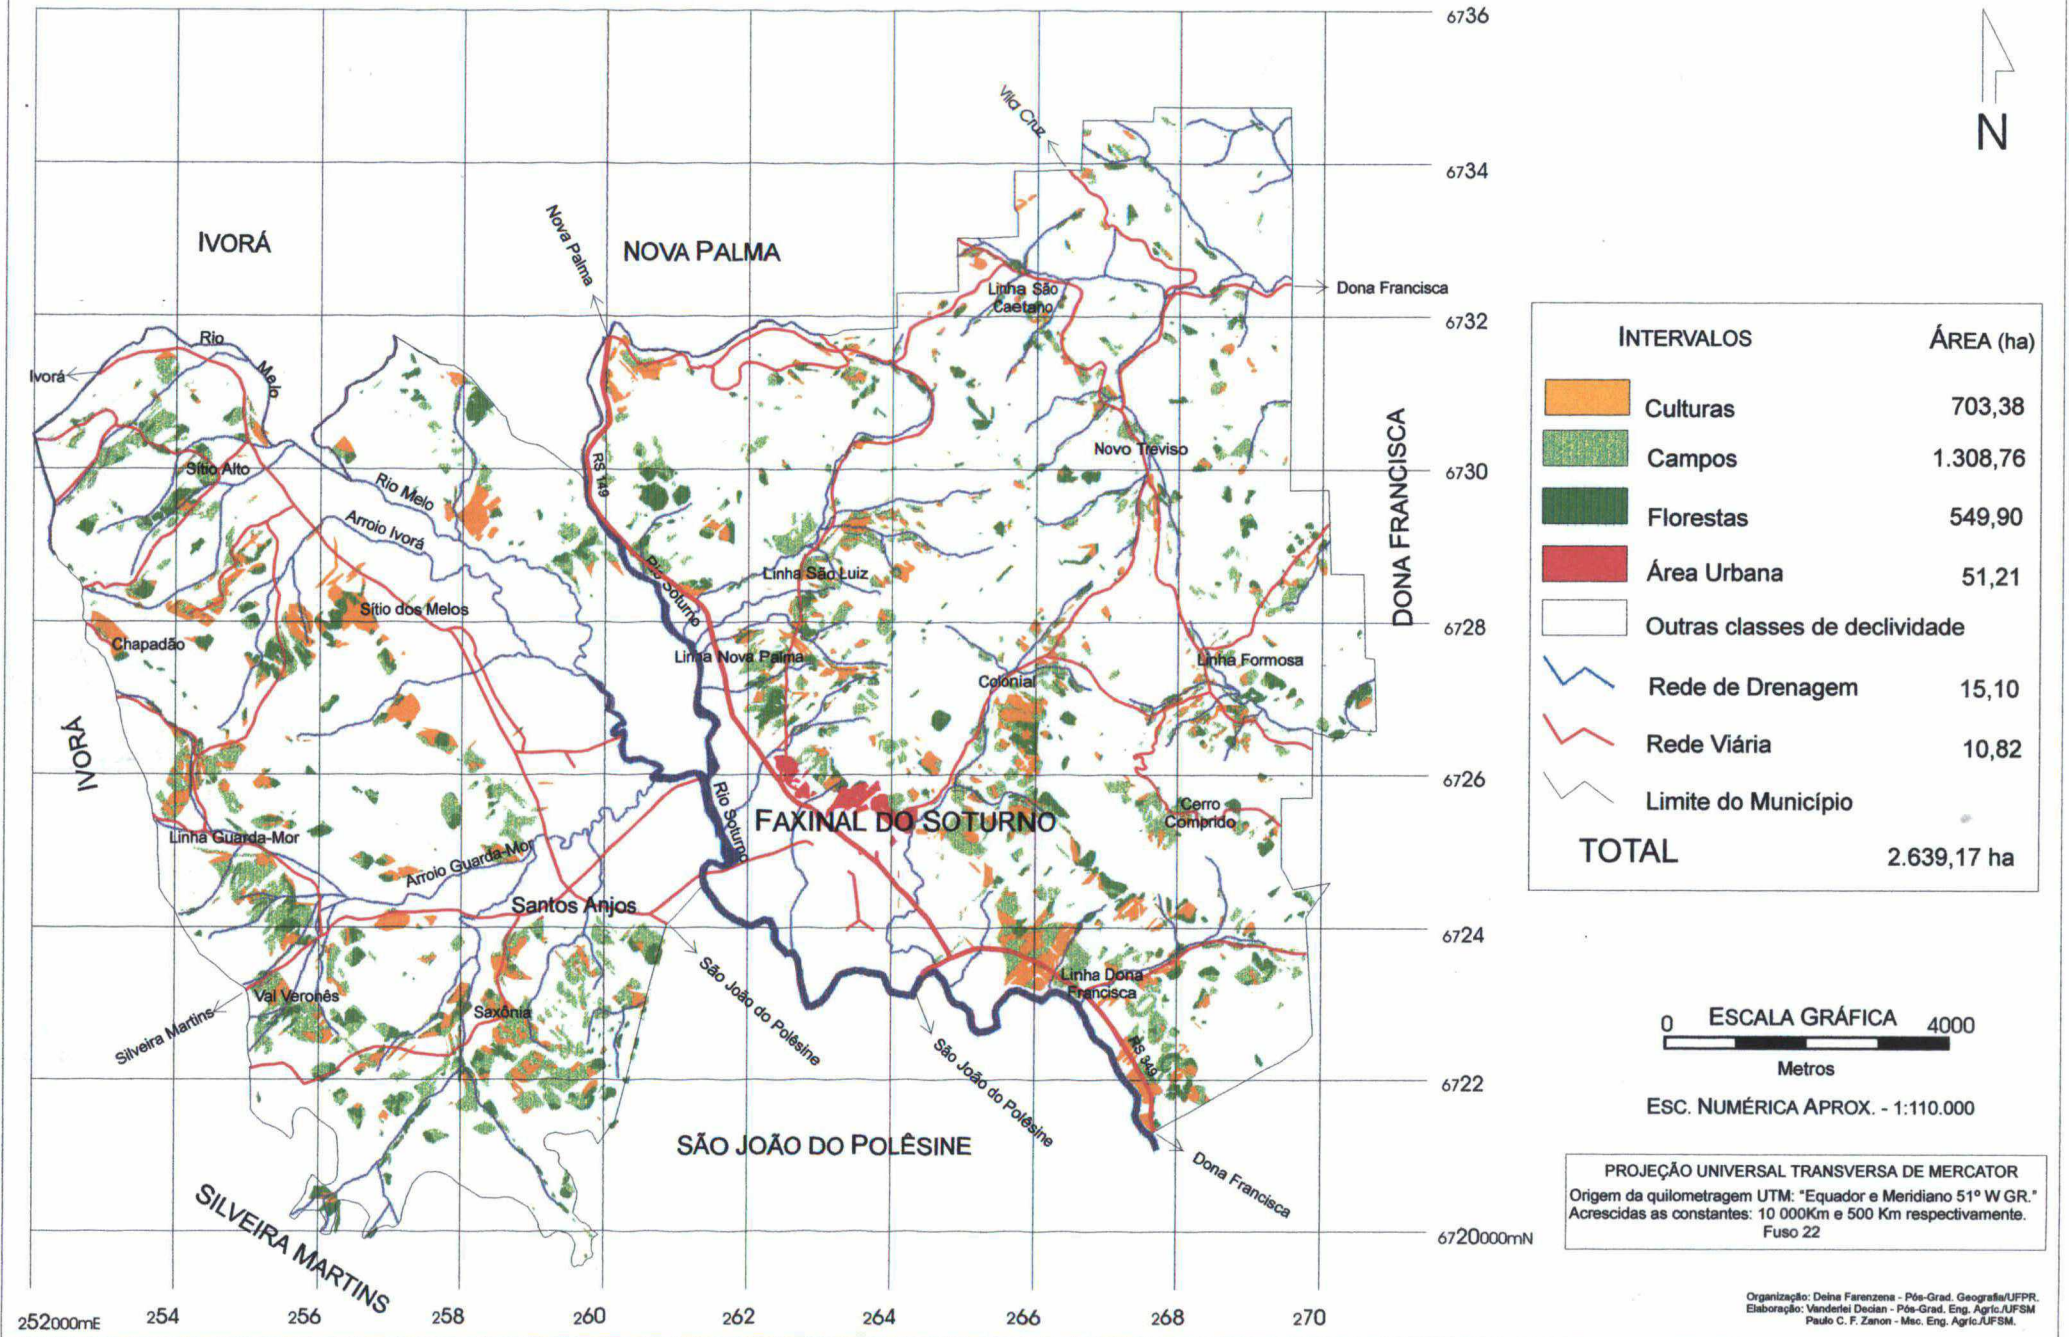 6736
Vila Cruz
N
6734
IVORÁ
Nova Palma
NOVA PALMA
Linha São
Caetano
Dona Francisca
6732
Rio
Melo
Ivorá
INTERVALOS ÁREA (ha)
Culturas 703,38
Campos 1.308,76
Florestas 549,90
Área Urbana 51,21
Outras classes de declividade
Rede de Drenagem 15,10
Rede Viária 10,82
Limite do Município
TOTAL 2.639,17 ha
DONA FRANCISCA
Novo Treviso
Sítio Alto
RS 149
6730
Rio Melo
Arroio Ivorá
Rio Soturno
Linha São Luiz
Sítio dos Melos
6728
Chapadão
Linha Nova Palma
Linha Formosa
Colonial
IVORÁ
6726
Rio Soturno
FAXINAL DO SOTURNO
Cerro
Comprido
Linha Guarda-Mor
Arroio Guarda-Mor
Santos Anjos
6724
São João do Polêsine
Linha Dona
Francisca
Val Veronês
Saxônia
Silveira Martins
São João do Polêsine
RS 349
6722
SÃO JOÃO DO POLÊSINE
Dona Francisca
SILVEIRA MARTINS
6720000mN
252000mE 254 256 258 260 262 264 266 268 270
ESCALA GRÁFICA
0 4000
Metros
ESC. NUMÉRICA APROX. - 1:110.000
PROJEÇÃO UNIVERSAL TRANSVERSA DE MERCATOR
Origem da quilometragem UTM: "Equador e Meridiano 51º W GR."
Acrescidas as constantes: 10 000Km e 500 Km respectivamente.
Fuso 22
Organização: Deina Farenzena - Pós-Grad. Geografia/UFPR.
Elaboração: Vanderlei Decian - Pós-Grad. Eng. Agríc./UFSM
Paulo C. F. Zanon - Msc. Eng. Agríc./UFSM.